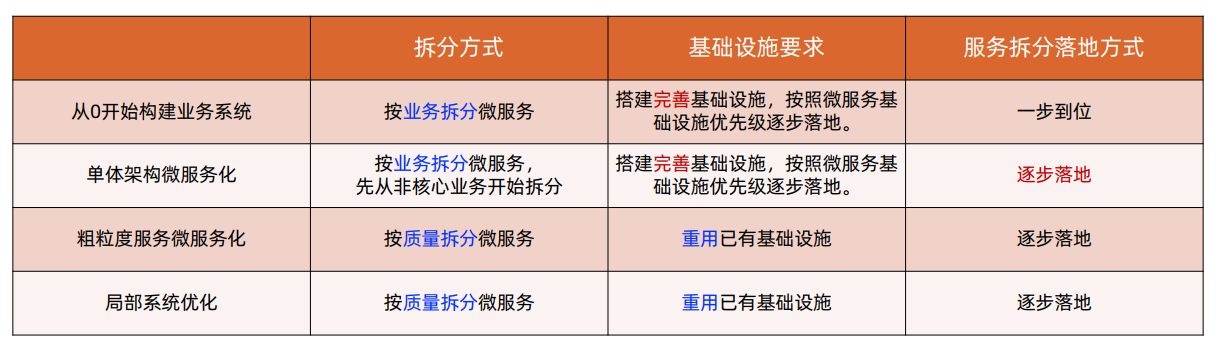 拆分方式
基础设施要求
服务拆分落地方式
从0开始构建业务系统
按业务拆分微服务
搭建完善基础设施，按照微服务基
础设施优先级逐步落地。
一步到位
单体架构微服务化
按业务拆分微服务，
先从非核心业务开始拆分
搭建完善基础设施，按照微服务基
础设施优先级逐步落地。
逐步落地
粗粒度服务微服务化
按质量拆分微服务
重用已有基础设施
逐步落地
局部系统优化
按质量拆分微服务
重用已有基础设施
逐步落地